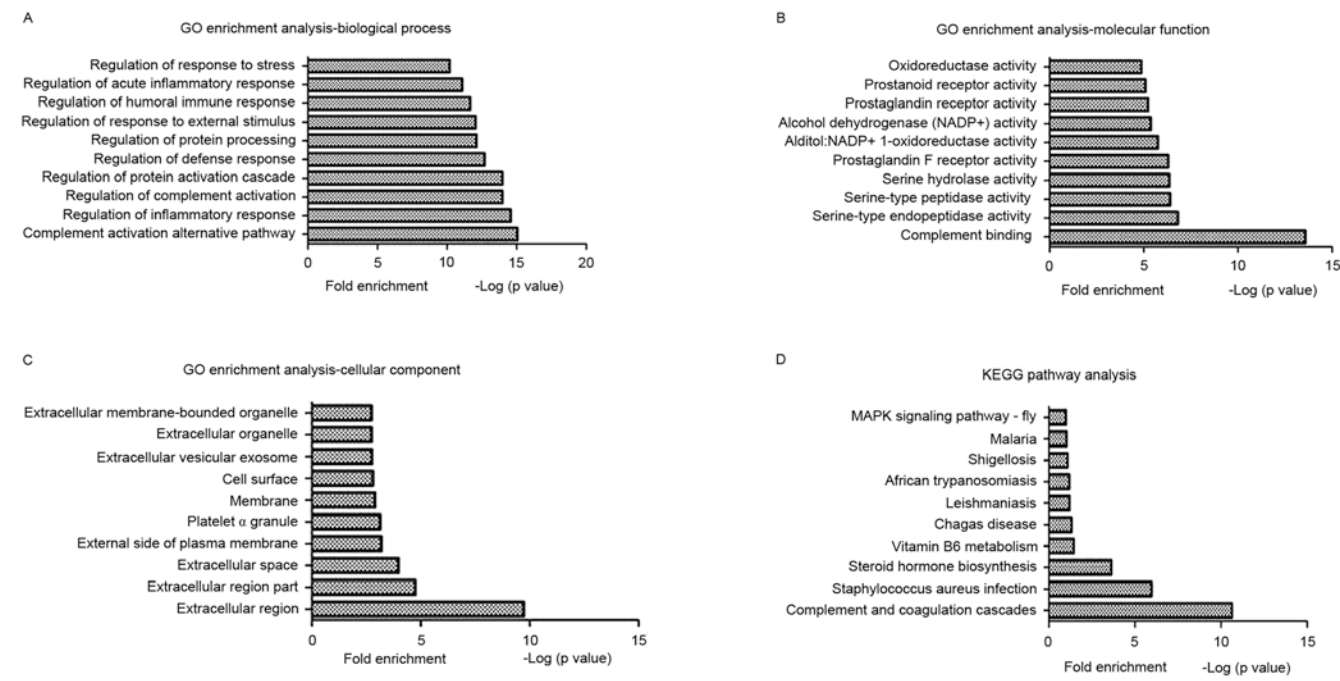 A
GO enrichment analysis-biological process
Regulation of response to stress
Regulation of acute inflammatory response
Regulation of humoral immune response
Regulation of response to external stimulus
Regulation of protein processing
Regulation of defense response
Regulation of protein activation cascade
Regulation of complement activation
Regulation of inflammatory response
Complement activation alternative pathway
0 5 10 15 20
Fold enrichment -Log (p value)
B
GO enrichment analysis-molecular function
Oxidoreductase activity
Prostanoid receptor activity
Prostaglandin receptor activity
Alcohol dehydrogenase (NADP+) activity
Alditol:NADP+ 1-oxidoreductase activity
Prostaglandin F receptor activity
Serine hydrolase activity
Serine-type peptidase activity
Serine-type endopeptidase activity
Complement binding
0 5 10 15
Fold enrichment -Log (p value)
C
GO enrichment analysis-cellular component
Extracellular membrane-bounded organelle
Extracellular organelle
Extracellular vesicular exosome
Cell surface
Membrane
Platelet α granule
External side of plasma membrane
Extracellular space
Extracellular region part
Extracellular region
0 5 10 15
Fold enrichment -Log (p value)
D
KEGG pathway analysis
MAPK signaling pathway - fly
Malaria
Shigellosis
African trypanosomiasis
Leishmaniasis
Chagas disease
Vitamin B6 metabolism
Steroid hormone biosynthesis
Staphylococcus aureus infection
Complement and coagulation cascades
0 5 10 15
Fold enrichment -Log (p value)